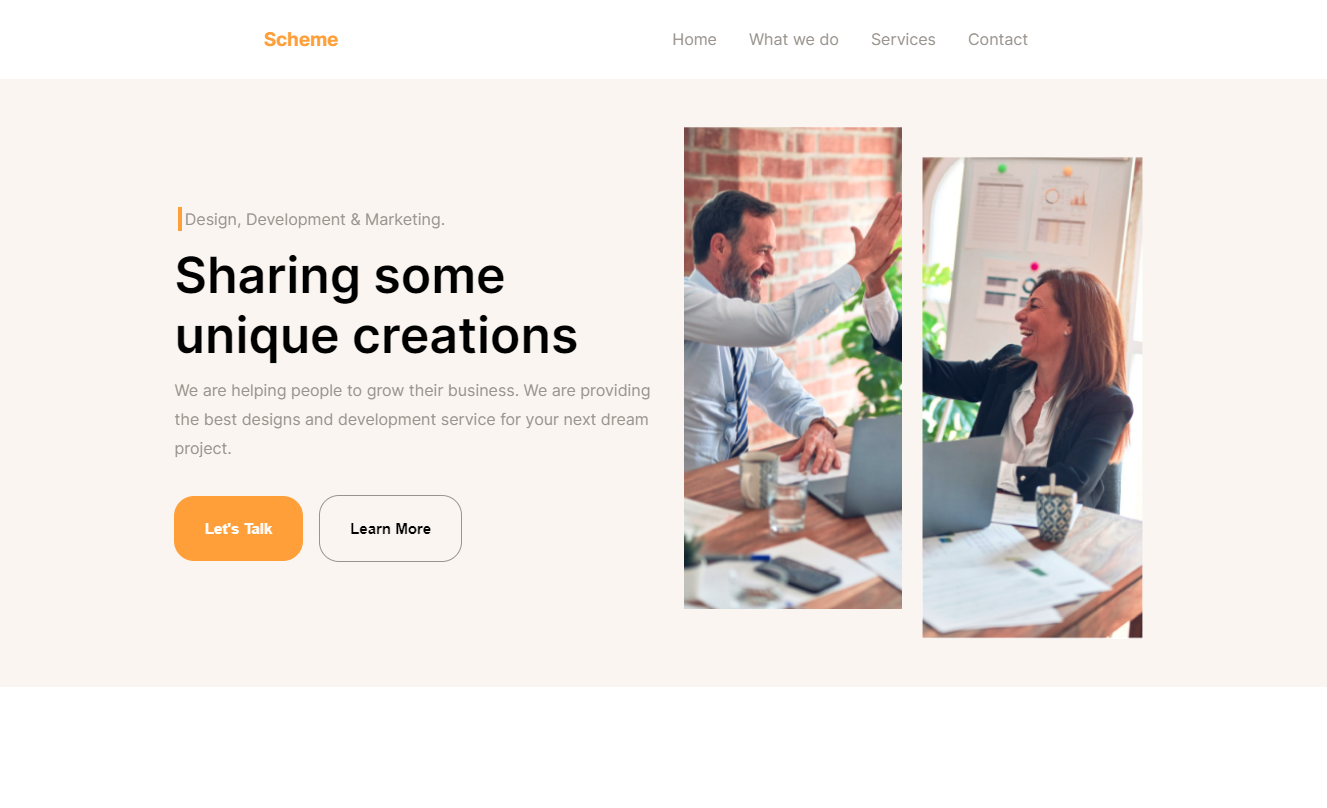 Scheme
Home What we do Services Contact
Design, Development & Marketing.
Sharing some
unique creations
We are helping people to grow their business. We are providing
the best designs and development service for your next dream
project.
Let's Talk
Learn More